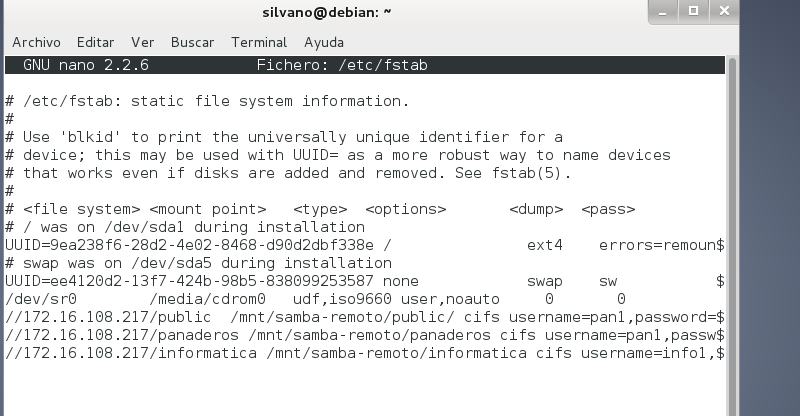 silvano@debian: ~
Archivo Editar Ver Buscar Terminal Ayuda
GNU nano 2.2.6 Fichero: /etc/fstab
# /etc/fstab: static file system information.
#
# Use 'blkid' to print the universally unique identifier for a
# device; this may be used with UUID= as a more robust way to name devices
# that works even if disks are added and removed. See fstab(5).
#
# <file system> <mount point> <type> <options> <dump> <pass>
# / was on /dev/sda1 during installation
UUID=9ea238f6-28d2-4e02-8468-d90d2dbf338e / ext4 errors=remoun$
# swap was on /dev/sda5 during installation
UUID=ee4120d2-13f7-424b-98b5-838099253587 none swap sw $
/dev/sr0 /media/cdrom0 udf,iso9660 user,noauto 0 0
//172.16.108.217/public /mnt/samba-remoto/public/ cifs username=pan1,password=$
//172.16.108.217/panaderos /mnt/samba-remoto/panaderos cifs username=pan1,passw$
//172.16.108.217/informatica /mnt/samba-remoto/informatica cifs username=info1,$